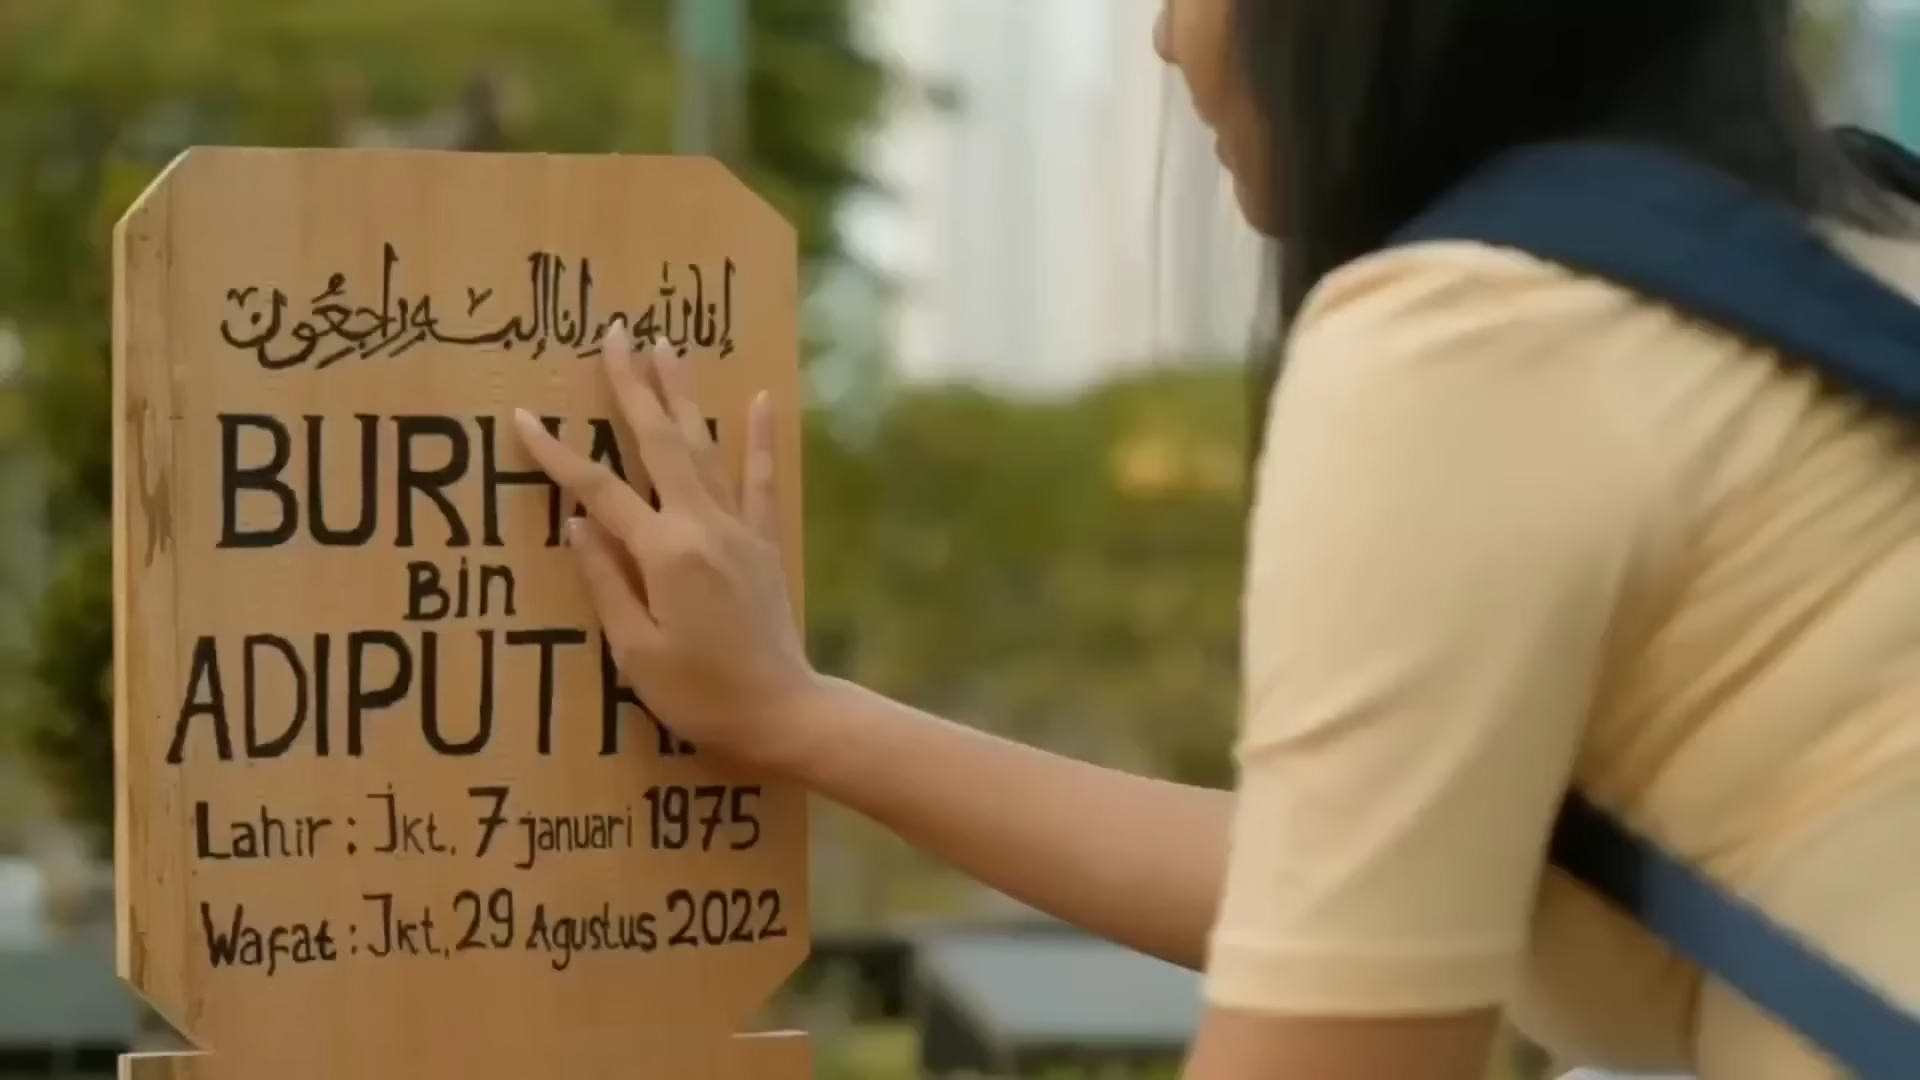 إنا لله وإنا إليه راجعون
BURHA
Bin
ADIPUTR
Lahir : Jkt, 7 januari 1975
Wafat : Jkt, 29 Agustus 2022